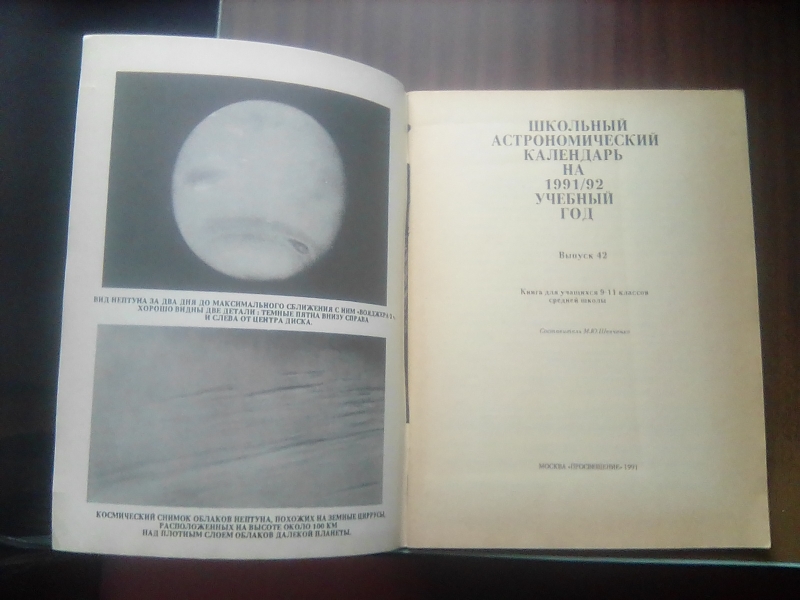 ВИД НЕПТУНА ЗА ДВА ДНЯ ДО МАКСИМАЛЬНОГО СБЛИЖЕНИЯ С НИМ «ВОЯДЖЕРА 2».
ХОРОШО ВИДНЫ ДВЕ ДЕТАЛИ: ТЕМНЫЕ ПЯТНА ВНИЗУ СПРАВА
И СЛЕВА ОТ ЦЕНТРА ДИСКА.
КОСМИЧЕСКИЙ СНИМОК ОБЛАКОВ НЕПТУНА, ПОХОЖИХ НА ЗЕМНЫЕ ЦИРРУСЫ,
РАСПОЛОЖЕННЫХ НА ВЫСОТЕ ОКОЛО 100 КМ
НАД ПЛОТНЫМ СЛОЕМ ОБЛАКОВ ДАЛЕКОЙ ПЛАНЕТЫ.
ШКОЛЬНЫЙ
АСТРОНОМИЧЕСКИЙ
КАЛЕНДАРЬ
НА
1991/92
УЧЕБНЫЙ
ГОД
Выпуск 42
Книга для учащихся 9-11 классов
средней школы
Составитель М.Ю.Шевченко
МОСКВА «ПРОСВЕЩЕНИЕ» 1991